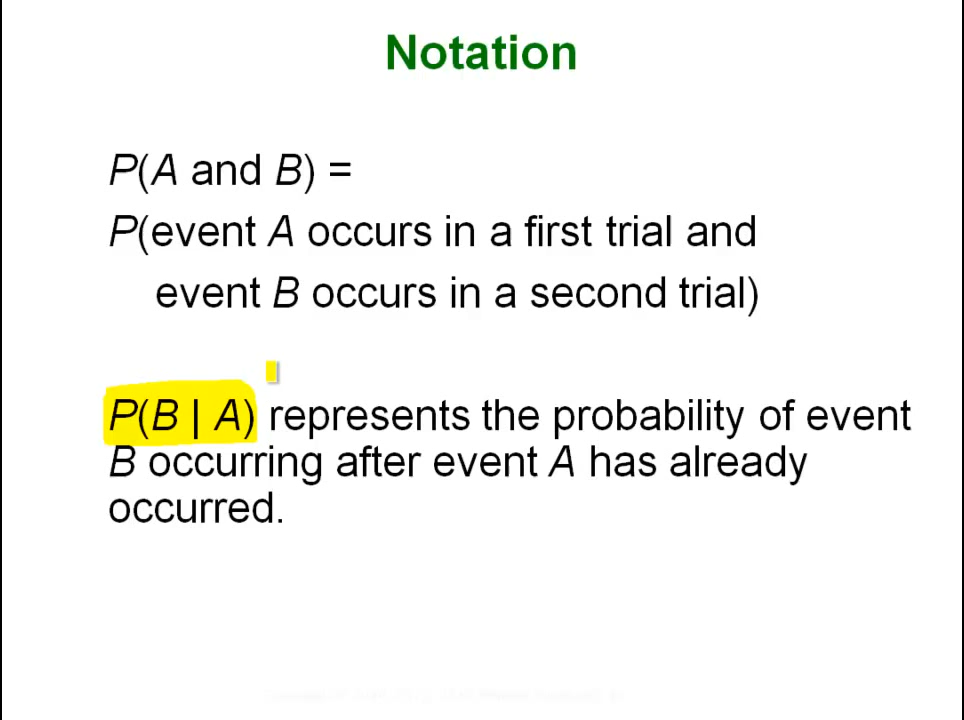 Notation
P(A and B) =
P(event A occurs in a first trial and
event B occurs in a second trial)
P(B | A) represents the probability of event
B occurring after event A has already
occurred.